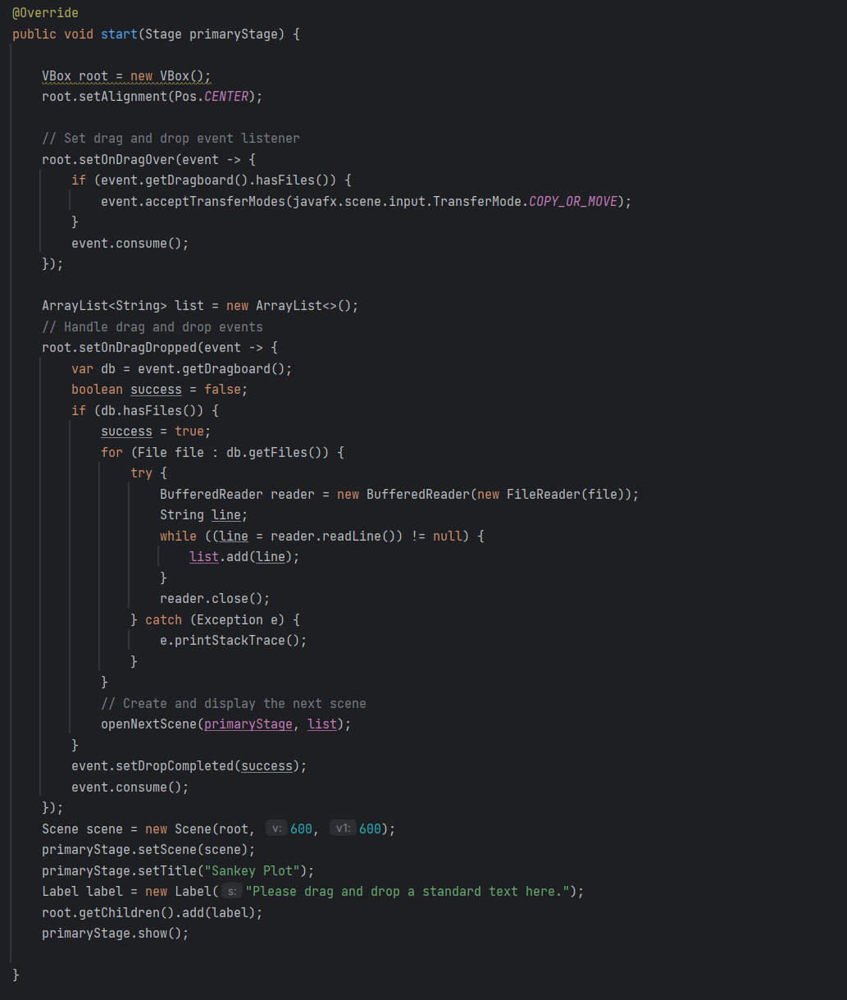 @Override
public void start(Stage primaryStage) {
VBox root = new VBox();
root.setAlignment(Pos.CENTER);
// Set drag and drop event listener
root.setOnDragOver(event -> {
if (event.getDragboard().hasFiles()) {
event.acceptTransferModes(javafx.scene.input.TransferMode.COPY_OR_MOVE);
}
event.consume();
});
ArrayList<String> list = new ArrayList<>();
// Handle drag and drop events
root.setOnDragDropped(event -> {
var db = event.getDragboard();
boolean success = false;
if (db.hasFiles()) {
success = true;
for (File file : db.getFiles()) {
try {
BufferedReader reader = new BufferedReader(new FileReader(file));
String line;
while ((line = reader.readLine()) != null) {
list.add(line);
}
reader.close();
} catch (Exception e) {
e.printStackTrace();
}
}
// Create and display the next scene
openNextScene(primaryStage, list);
}
event.setDropCompleted(success);
event.consume();
});
Scene scene = new Scene(root, v: 600, v1: 600);
primaryStage.setScene(scene);
primaryStage.setTitle("Sankey Plot");
Label label = new Label( s: "Please drag and drop a standard text here.");
root.getChildren().add(label);
primaryStage.show();
}